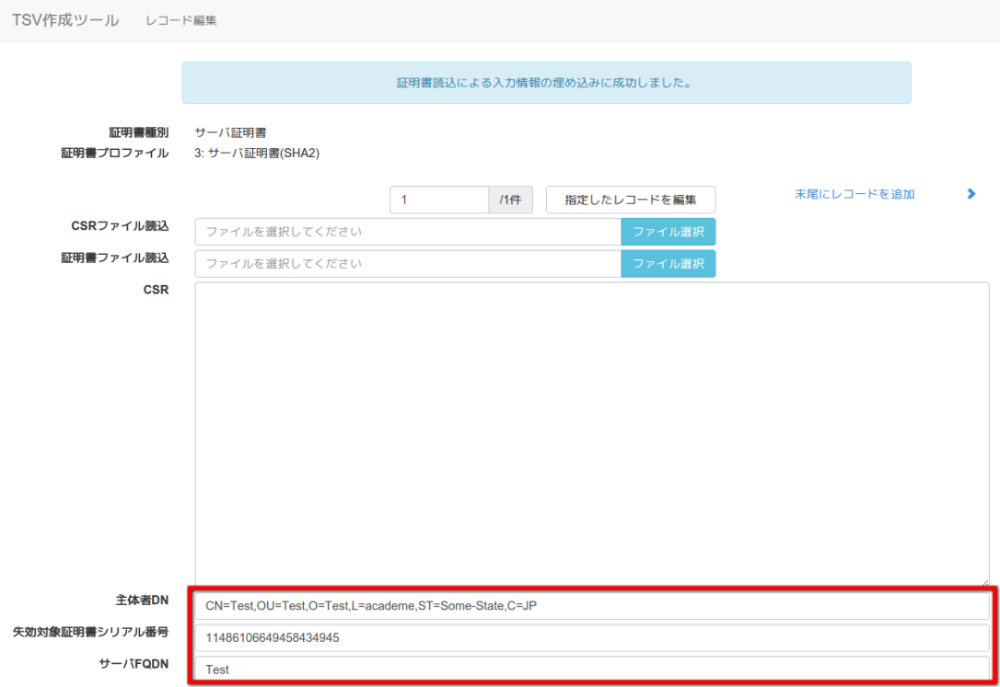 TSV作成ツール レコード編集
証明書読込による入力情報の埋め込みに成功しました。
証明書種別 サーバ証明書
証明書プロファイル 3: サーバ証明書(SHA2)
1 /1件 指定したレコードを編集 末尾にレコードを追加
CSRファイル読込 ファイルを選択してください ファイル選択
証明書ファイル読込 ファイルを選択してください ファイル選択
CSR
主体者DN CN=Test,OU=Test,O=Test,L=academe,ST=Some-State,C=JP
失効対象証明書シリアル番号 11486106649458434945
サーバFQDN Test